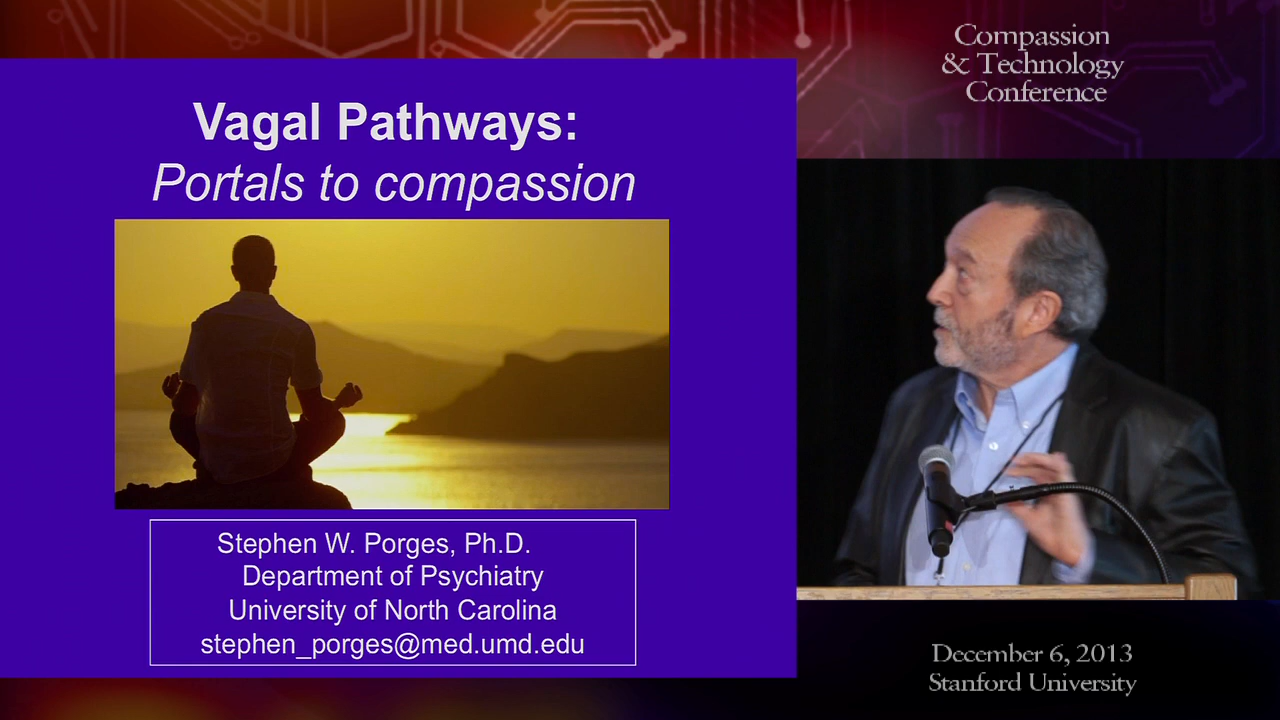 Vagal Pathways:
Portals to compassion
Stephen W. Porges, Ph.D.
Department of Psychiatry
University of North Carolina
stephen_porges@med.umd.edu
Compassion
& Technology
Conference
December 6, 2013
Stanford University